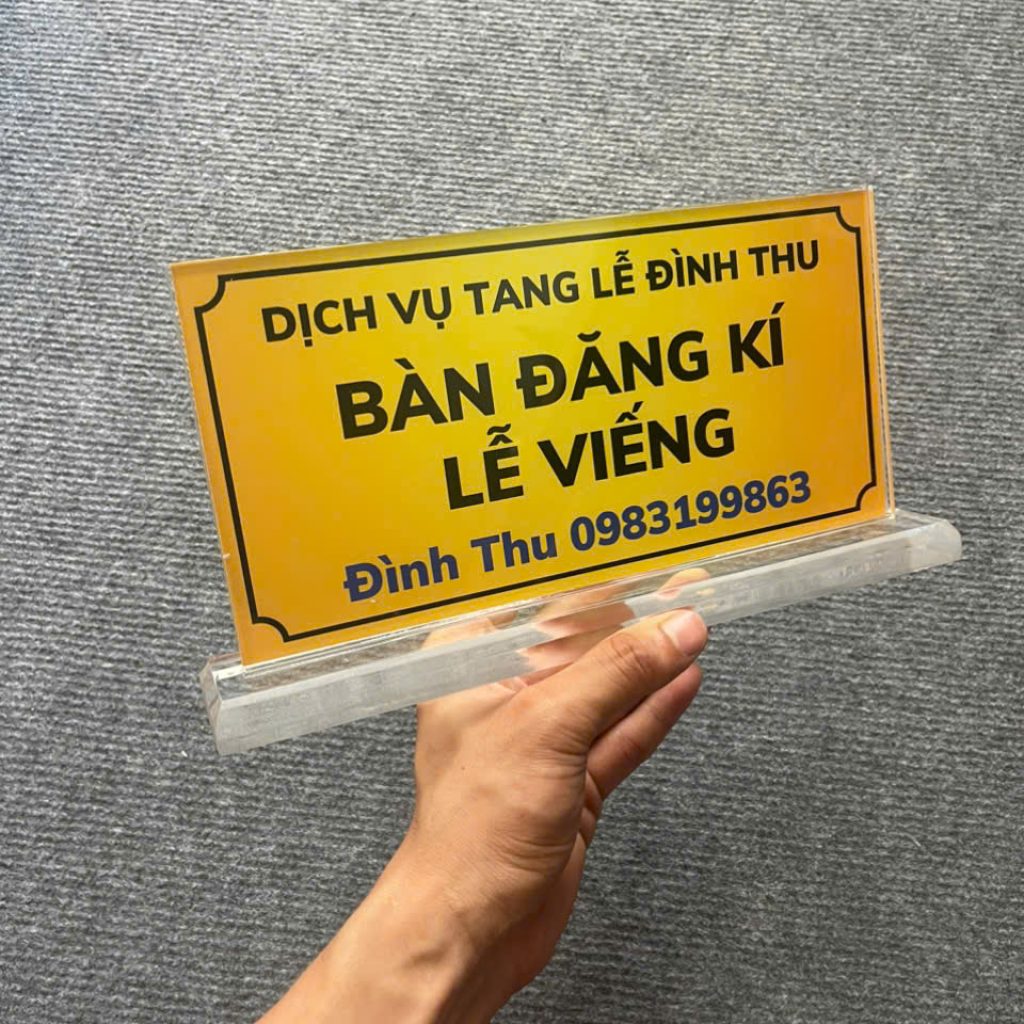 DỊCH VỤ TANG LỄ ĐÌNH THU
BÀN ĐĂNG KÍ
LỄ VIẾNG
Đình Thu 0983199863